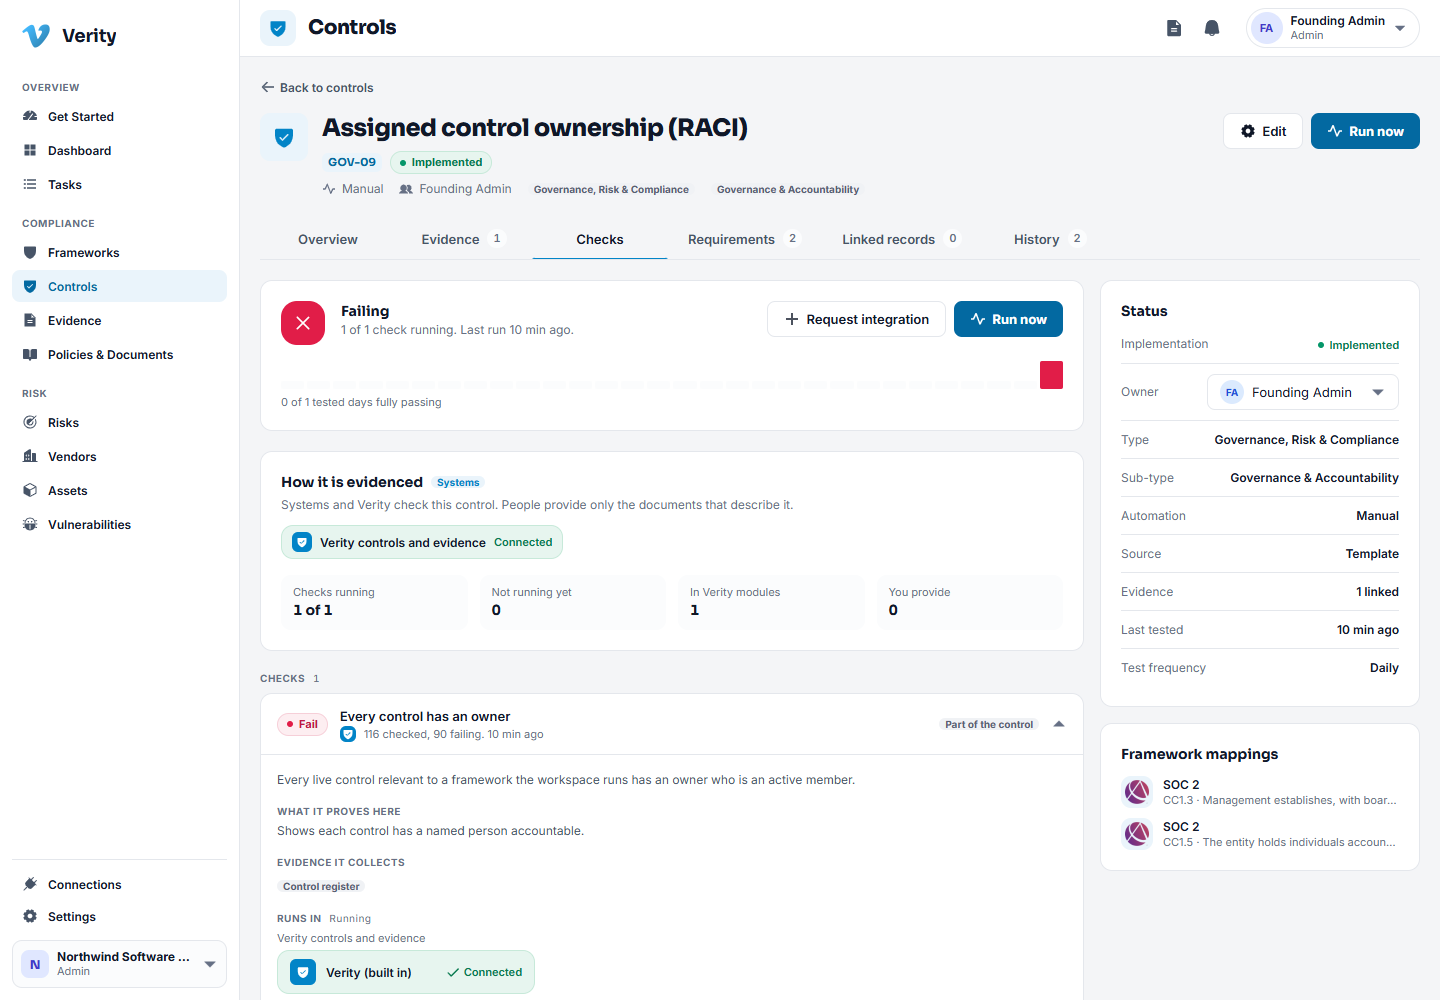 Verity
OVERVIEW
Get Started
Dashboard
Tasks
COMPLIANCE
Frameworks
Controls
Evidence
Policies & Documents
RISK
Risks
Vendors
Assets
Vulnerabilities
Connections
Settings
N
Northwind Software ...
Admin
Controls
FA
Founding Admin
Admin
Back to controls
Assigned control ownership (RACI)
GOV-09
Implemented
Manual
Founding Admin
Governance, Risk & Compliance
Governance & Accountability
Edit
Run now
Overview
Evidence 1
Checks
Requirements 2
Linked records 0
History 2
Failing
1 of 1 check running. Last run 10 min ago.
Request integration
Run now
0 of 1 tested days fully passing
How it is evidenced Systems
Systems and Verity check this control. People provide only the documents that describe it.
Verity controls and evidence Connected
Checks running
1 of 1
Not running yet
0
In Verity modules
1
You provide
0
CHECKS 1
Fail
Every control has an owner
116 checked, 90 failing. 10 min ago
Part of the control
Every live control relevant to a framework the workspace runs has an owner who is an active member.
WHAT IT PROVES HERE
Shows each control has a named person accountable.
EVIDENCE IT COLLECTS
Control register
RUNS IN Running
Verity controls and evidence
Verity (built in) Connected
Status
Implementation Implemented
Owner FA Founding Admin
Type Governance, Risk & Compliance
Sub-type Governance & Accountability
Automation Manual
Source Template
Evidence 1 linked
Last tested 10 min ago
Test frequency Daily
Framework mappings
SOC 2
CC1.3 · Management establishes, with boar...
SOC 2
CC1.5 · The entity holds individuals accoun...